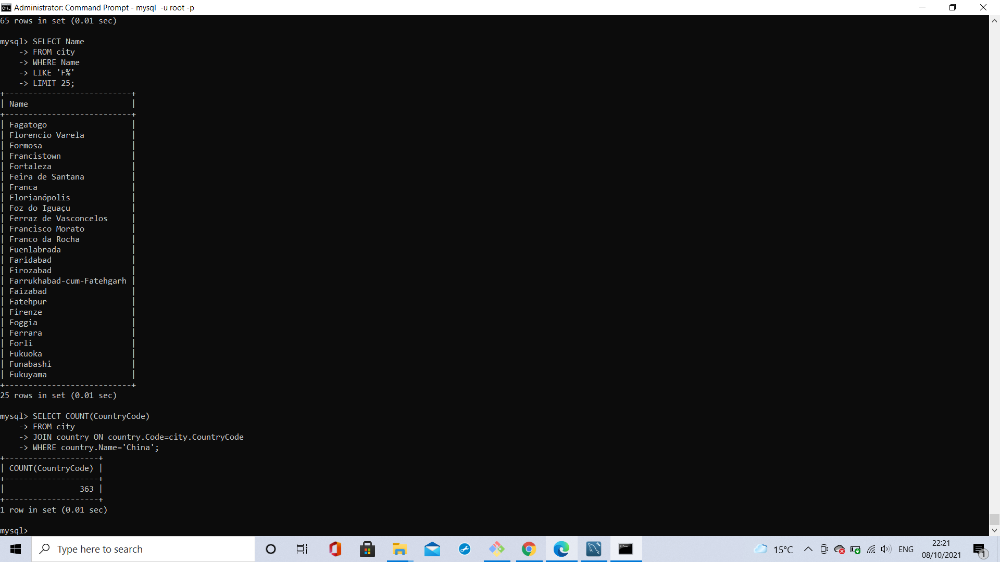 Administrator: Command Prompt - mysql  -u root -p
65 rows in set (0.01 sec)
mysql> SELECT Name
    -> FROM city
    -> WHERE Name
    -> LIKE 'F%'
    -> LIMIT 25;
+---------------------------+
| Name                      |
+---------------------------+
| Fagatogo                  |
| Florencio Varela          |
| Formosa                   |
| Francistown               |
| Fortaleza                 |
| Feira de Santana          |
| Franca                    |
| Florianópolis             |
| Foz do Iguaçu             |
| Ferraz de Vasconcelos     |
| Francisco Morato          |
| Franco da Rocha           |
| Fuenlabrada               |
| Faridabad                 |
| Firozabad                 |
| Farrukhabad-cum-Fatehgarh |
| Faizabad                  |
| Fatehpur                  |
| Firenze                   |
| Foggia                    |
| Ferrara                   |
| Forlì                     |
| Fukuoka                   |
| Funabashi                 |
| Fukuyama                  |
+---------------------------+
25 rows in set (0.01 sec)
mysql> SELECT COUNT(CountryCode)
    -> FROM city
    -> JOIN country ON country.Code=city.CountryCode
    -> WHERE country.Name='China';
+--------------------+
| COUNT(CountryCode) |
+--------------------+
|                363 |
+--------------------+
1 row in set (0.01 sec)
mysql>
Type here to search
15°C
ENG
22:21
08/10/2021
1